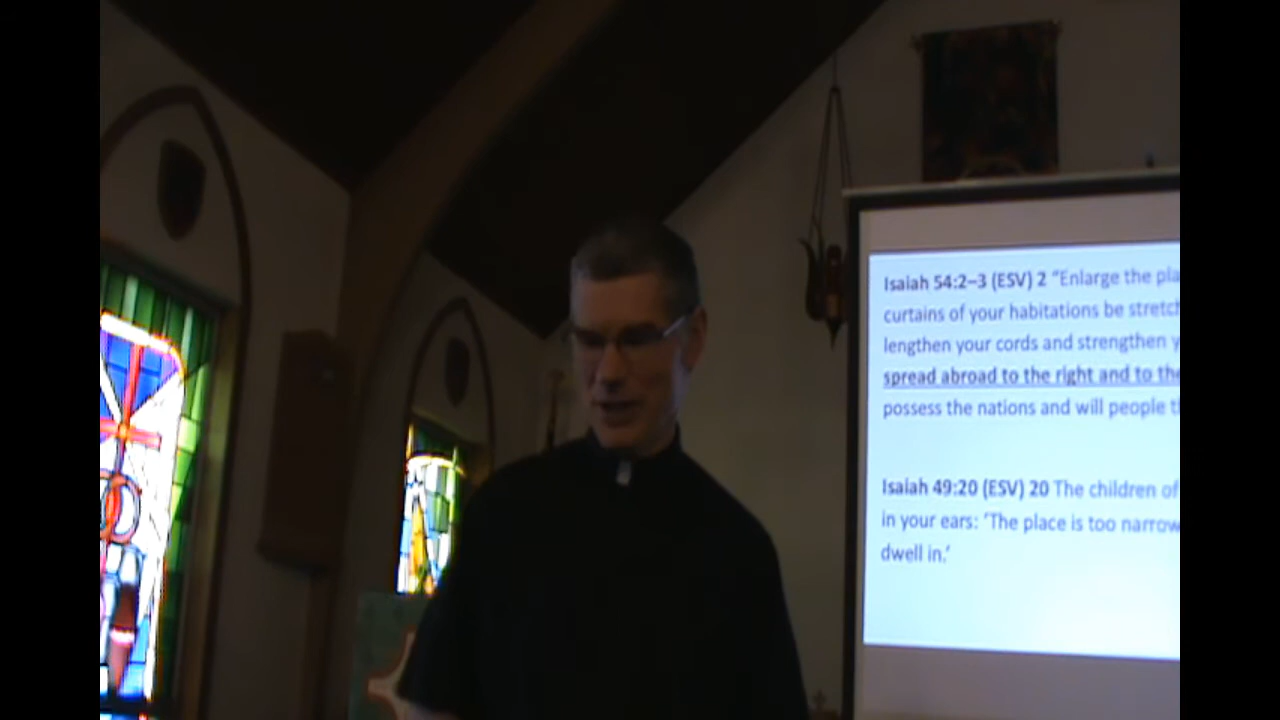 Isaiah 54:2–3 (ESV) 2 “Enlarge the
curtains of your habitations be
lengthen your cords and strengthen
spread abroad to the right and to the
possess the nations and will people
Isaiah 49:20 (ESV) 20 The children of
in your ears: ‘The place is too narrow
dwell in.’